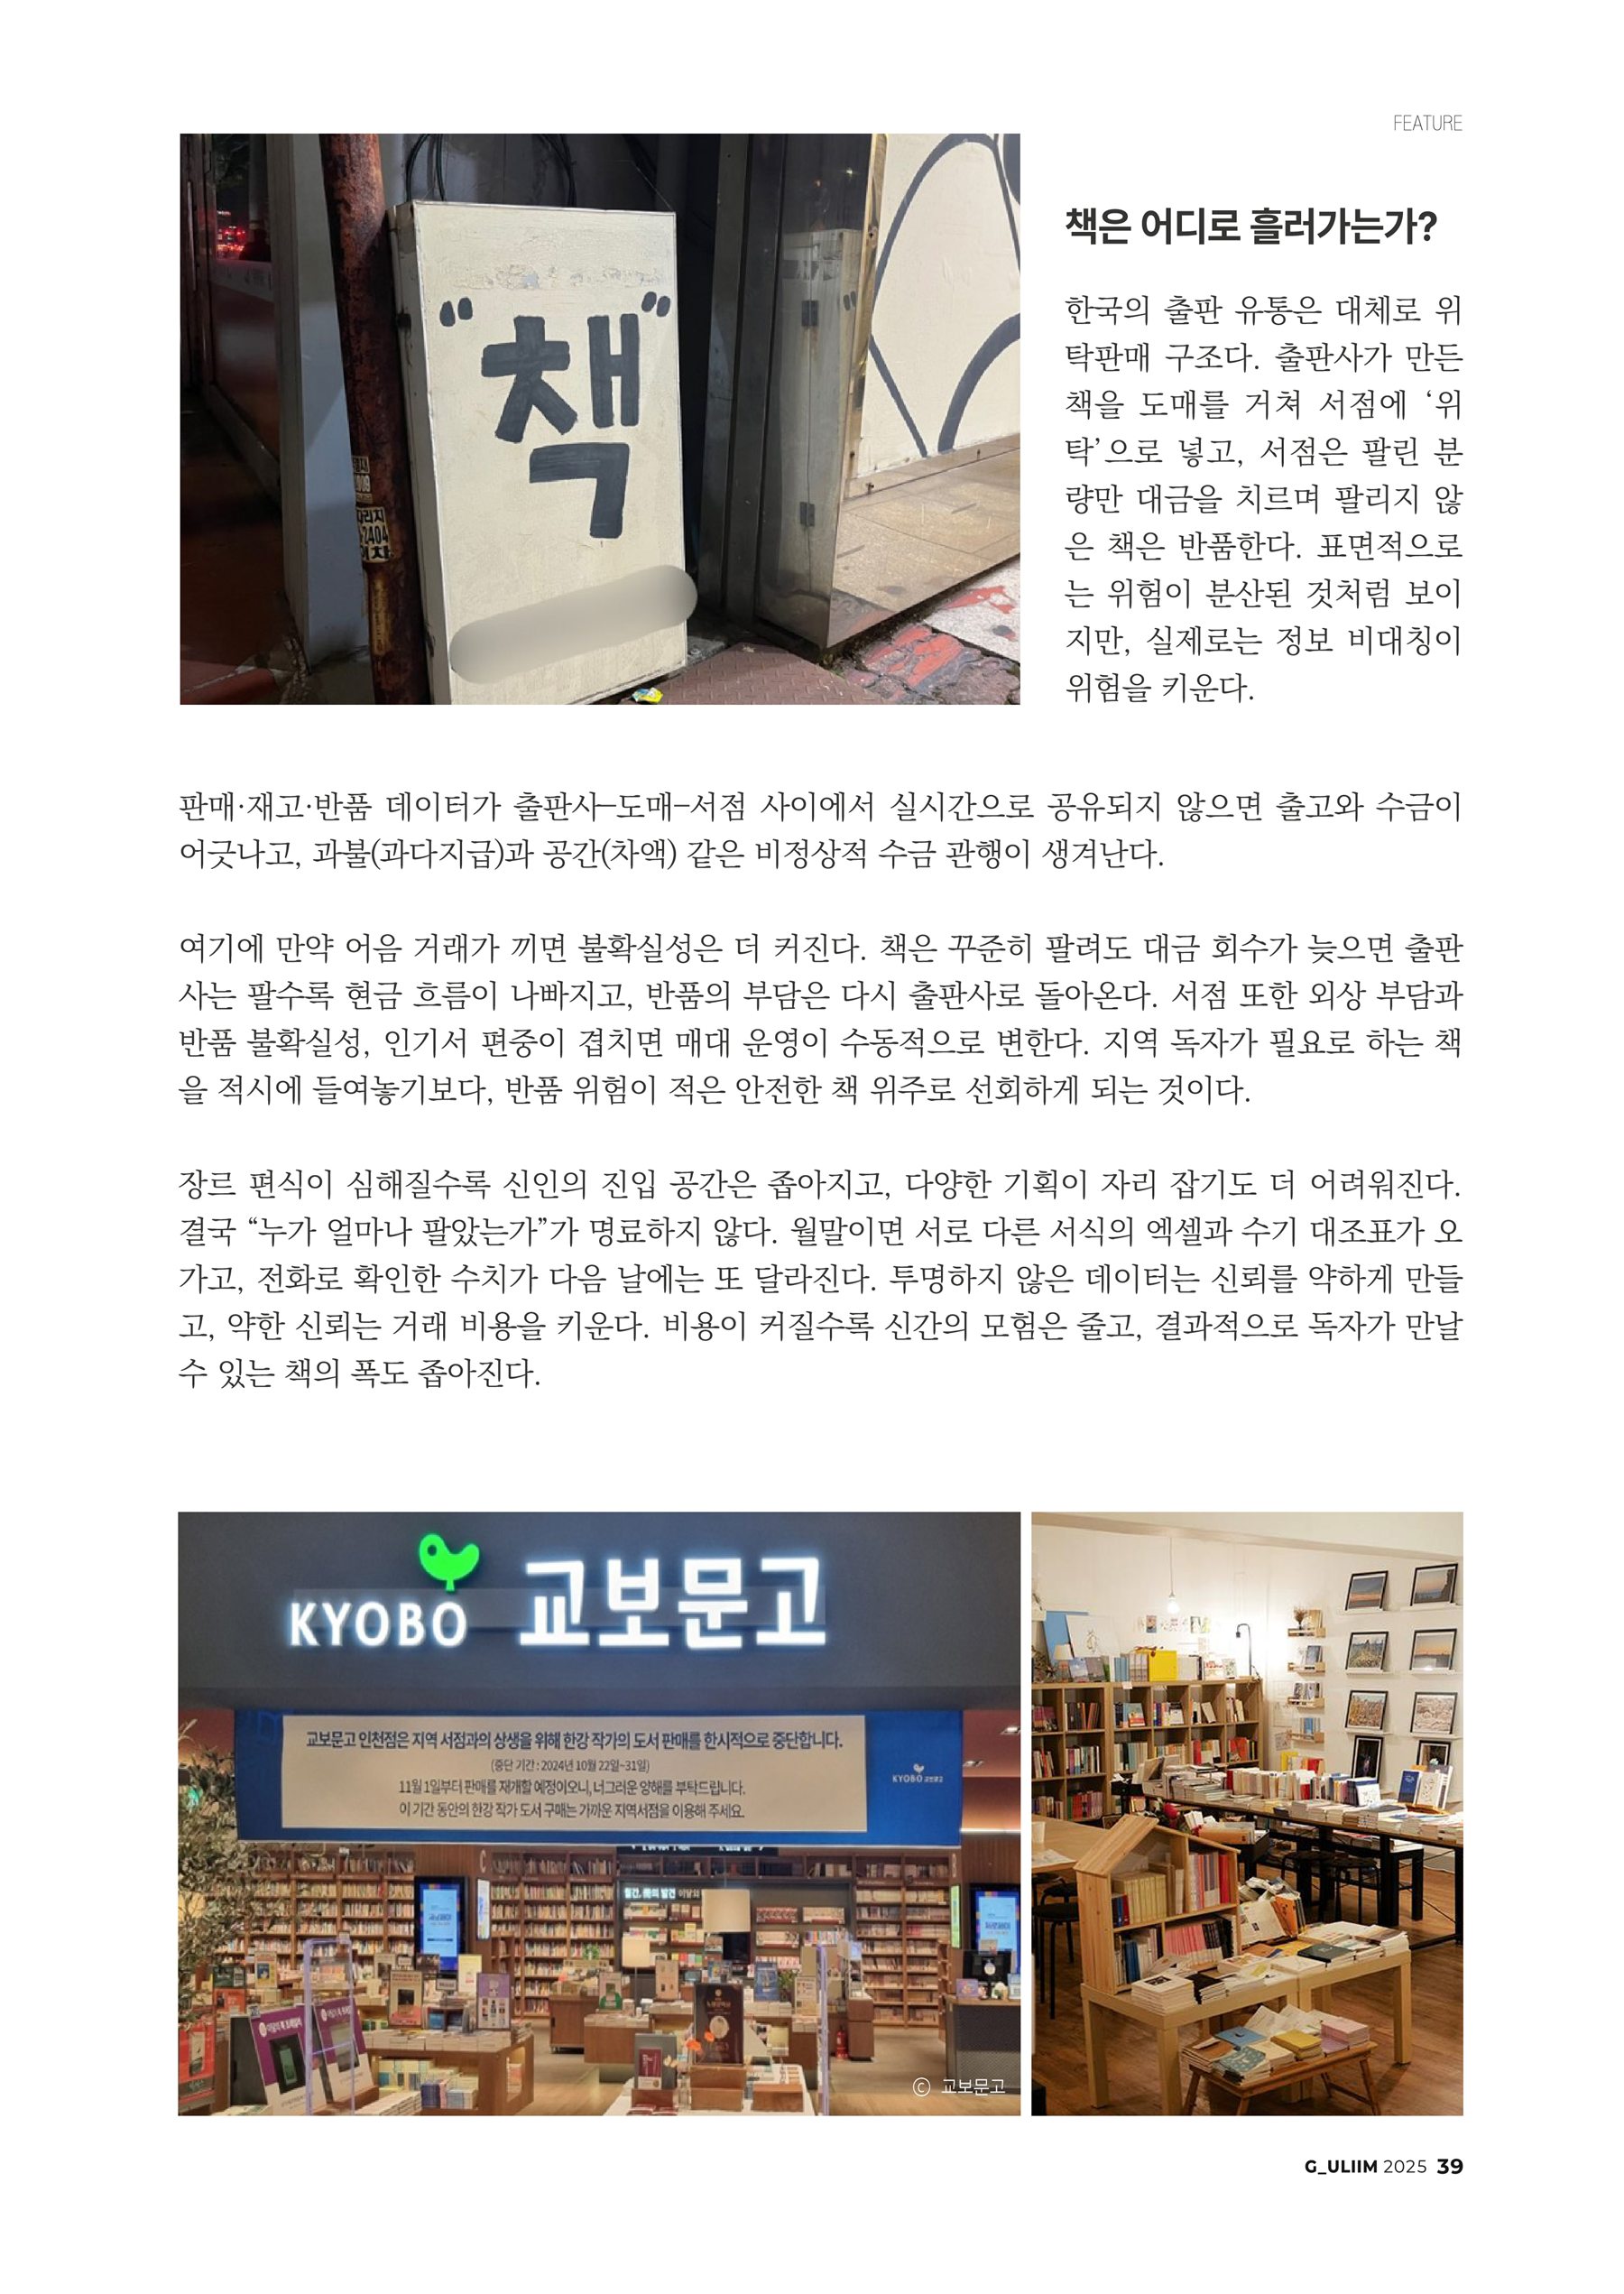 FEATURE
“책”
책은 어디로 흘러가는가?
한국의 출판 유통은 대체로 위
탁판매 구조다. 출판사가 만든
책을 도매를 거쳐 서점에 ‘위
탁’으로 넣고, 서점은 팔린 분
량만 대금을 치르며 팔리지 않
은 책은 반품한다. 표면적으로
는 위험이 분산된 것처럼 보이
지만, 실제로는 정보 비대칭이
위험을 키운다.
판매·재고·반품 데이터가 출판사–도매–서점 사이에서 실시간으로 공유되지 않으면 출고와 수금이
어긋나고, 과불(과다지급)과 공간(차액) 같은 비정상적 수금 관행이 생겨난다.
여기에 만약 어음 거래가 끼면 불확실성은 더 커진다. 책은 꾸준히 팔려도 대금 회수가 늦으면 출판
사는 팔수록 현금 흐름이 나빠지고, 반품의 부담은 다시 출판사로 돌아온다. 서점 또한 외상 부담과
반품 불확실성, 인기서 편중이 겹치면 매대 운영이 수동적으로 변한다. 지역 독자가 필요로 하는 책
을 적시에 들여놓기보다, 반품 위험이 적은 안전한 책 위주로 선회하게 되는 것이다.
장르 편식이 심해질수록 신인의 진입 공간은 좁아지고, 다양한 기획이 자리 잡기도 더 어려워진다.
결국 “누가 얼마나 팔았는가”가 명료하지 않다. 월말이면 서로 다른 서식의 엑셀과 수기 대조표가 오
가고, 전화로 확인한 수치가 다음 날에는 또 달라진다. 투명하지 않은 데이터는 신뢰를 약하게 만들
고, 약한 신뢰는 거래 비용을 키운다. 비용이 커질수록 신간의 모험은 줄고, 결과적으로 독자가 만날
수 있는 책의 폭도 좁아진다.
KYOBO 교보문고
교보문고 인천점은 지역 서점과의 상생을 위해 한강 작가의 도서 판매를 한시적으로 중단합니다.
(중단 기간 : 2024년 10월 22일~31일)
11월 1일부터 판매를 재개할 예정이오니, 너그러운 양해를 부탁드립니다.
이 기간 동안의 한강 작가 도서 구매는 가까운 지역서점을 이용해 주세요.
KYOBO 교보문고
ⓒ 교보문고
G_ULIIM 2025 39